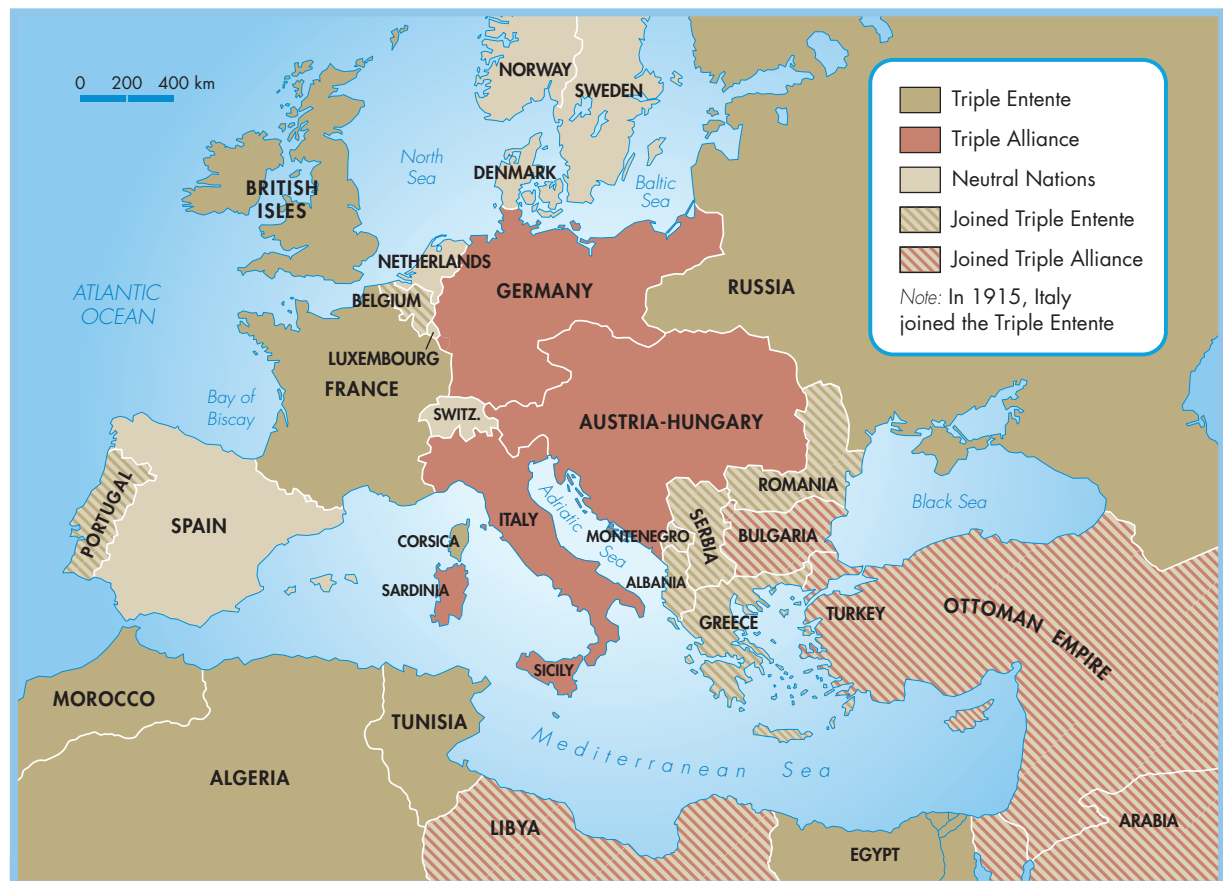 0 200 400 km
NORWAY
SWEDEN
North
Sea
DENMARK
Baltic
Sea
BRITISH
ISLES
NETHERLANDS
ATLANTIC
OCEAN
BELGIUM
GERMANY
RUSSIA
LUXEMBOURG
FRANCE
Bay of
Biscay
SWITZ.
AUSTRIA-HUNGARY
PORTUGAL
SPAIN
ROMANIA
Black Sea
CORSICA
ITALY
Adriatic
Sea
MONTENEGRO
SERBIA
BULGARIA
SARDINIA
ALBANIA
GREECE
TURKEY
OTTOMAN EMPIRE
SICILY
MOROCCO
TUNISIA
ALGERIA
Mediterranean Sea
LIBYA
EGYPT
ARABIA
Triple Entente
Triple Alliance
Neutral Nations
Joined Triple Entente
Joined Triple Alliance
Note: In 1915, Italy
joined the Triple Entente